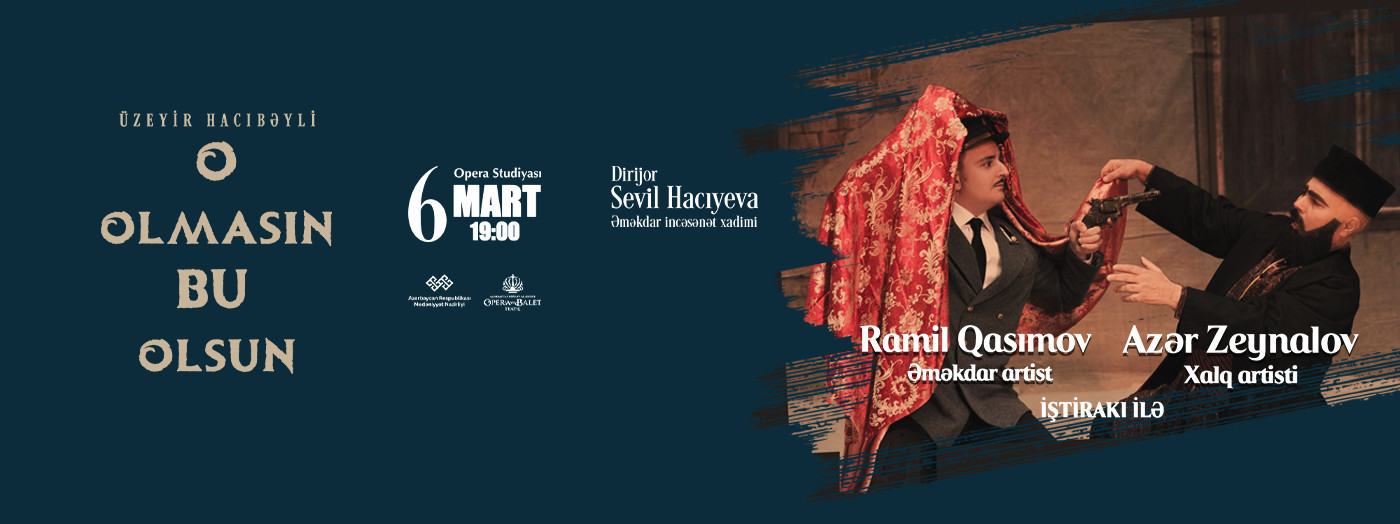 ÜZEYİR HACIBƏYLİ
O
OLMASIN
BU
OLSUN
6
Opera Studiyası
MART
19:00
Azərbaycan Respublikası
Mədəniyyət Nazirliyi
OPERA BALET
TEATRI
Dirijor
Sevil Hacıyeva
Əməkdar incəsənət xadimi
Ramil Qasımov
Əməkdar artist
Azər Zeynalov
Xalq artisti
İŞTİRAKI İLƏ